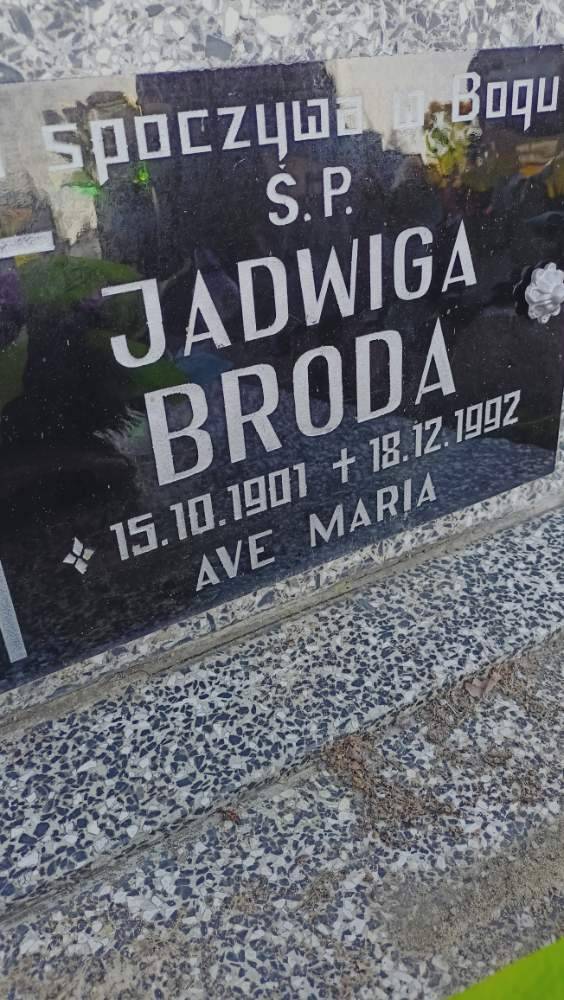 spoczywa w Bogu
Ś.P.
JADWIGA
BRODA
15.10.1901 ✝ 18.12.1992
AVE MARIA